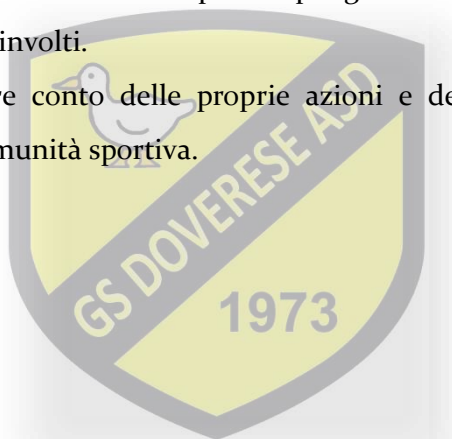 involti.
e conto delle proprie azioni e de
munità sportiva.
GS DOVERESE ASD
1973